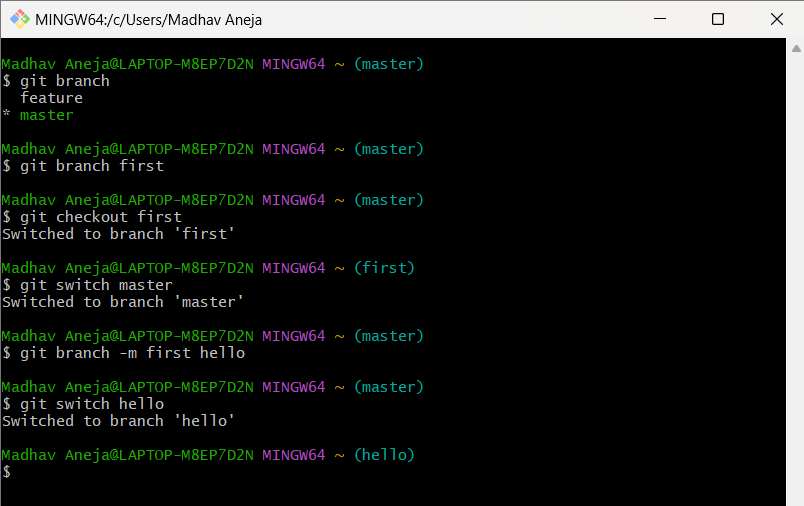 MINGW64:/c/Users/Madhav Aneja
Madhav Aneja@LAPTOP-M8EP7D2N MINGW64 ~ (master)
$ git branch
  feature
* master
Madhav Aneja@LAPTOP-M8EP7D2N MINGW64 ~ (master)
$ git branch first
Madhav Aneja@LAPTOP-M8EP7D2N MINGW64 ~ (master)
$ git checkout first
Switched to branch 'first'
Madhav Aneja@LAPTOP-M8EP7D2N MINGW64 ~ (first)
$ git switch master
Switched to branch 'master'
Madhav Aneja@LAPTOP-M8EP7D2N MINGW64 ~ (master)
$ git branch -m first hello
Madhav Aneja@LAPTOP-M8EP7D2N MINGW64 ~ (master)
$ git switch hello
Switched to branch 'hello'
Madhav Aneja@LAPTOP-M8EP7D2N MINGW64 ~ (hello)
$